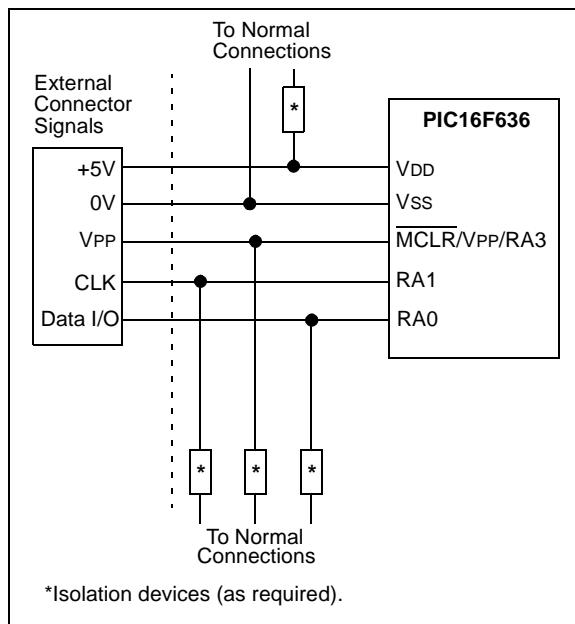 To Normal
Connections
External
Connector
Signals
*
PIC16F636
+5V
VDD
0V
VSS
VPP
MCLR/VPP/RA3
CLK
RA1
Data I/O
RA0
*
*
*
To Normal
Connections
*Isolation devices (as required).